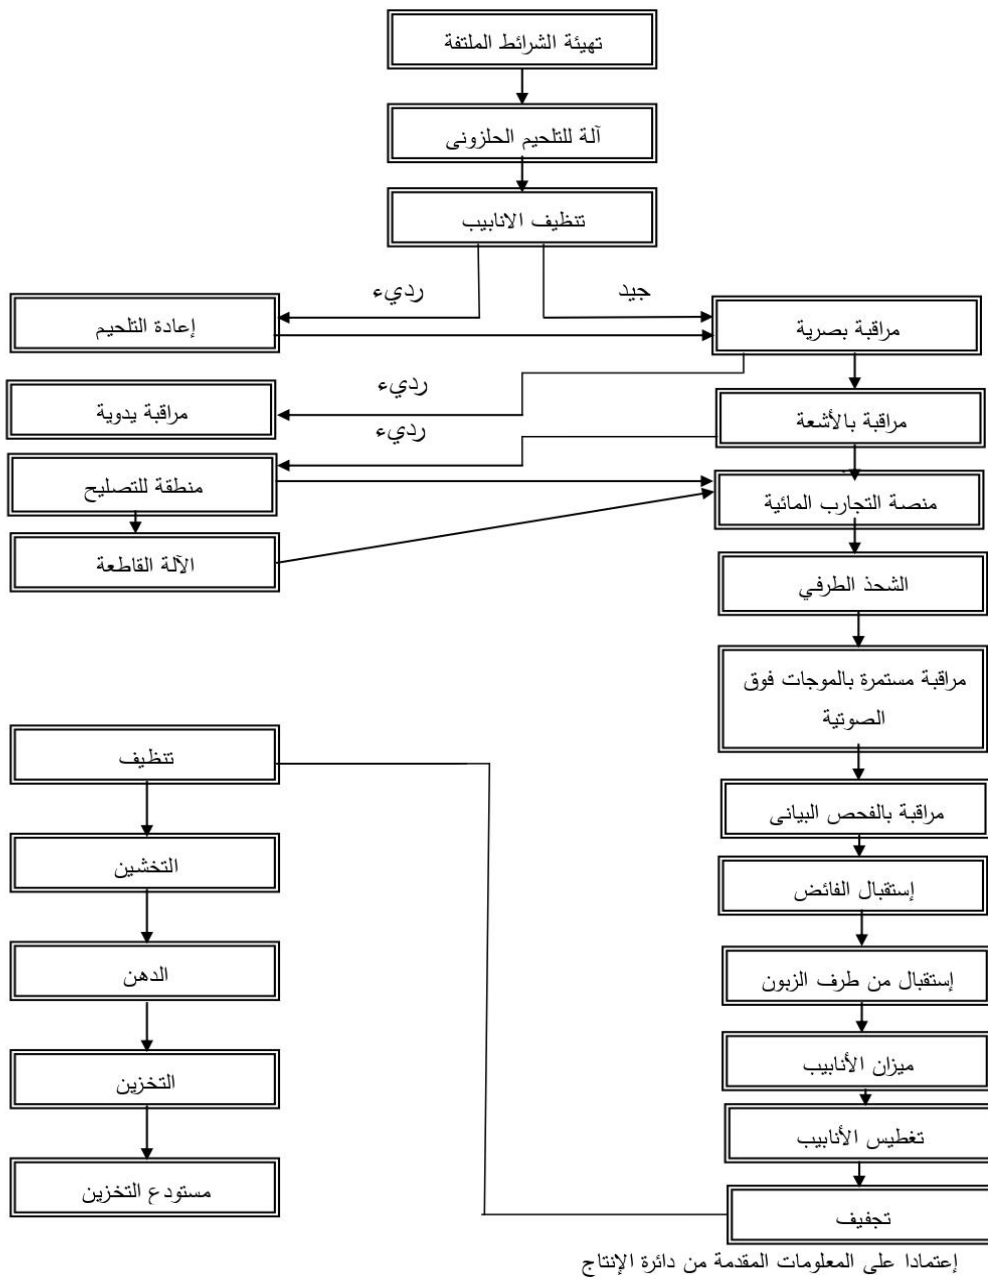 تهيئة الشرائط الملتفة
آلة للتلحيم الحلزونى
تنظيف الانابيب
جيد
رديء
مراقبة بصرية
إعادة التلحيم
رديء
مراقبة بالأشعة
مراقبة يدوية
رديء
منصة التجارب المائية
منطقة للتصليح
الآلة القاطعة
الشحذ الطرفي
مراقبة مستمرة بالموجات فوق
الصوتية
مراقبة بالفحص البيانى
إستقبال الفائض
إستقبال من طرف الزبون
ميزان الأنابيب
تغطيس الأنابيب
تجفيف
تنظيف
التخشين
الدهن
التخزين
مستودع التخزين
إعتمادا على المعلومات المقدمة من دائرة الإنتاج